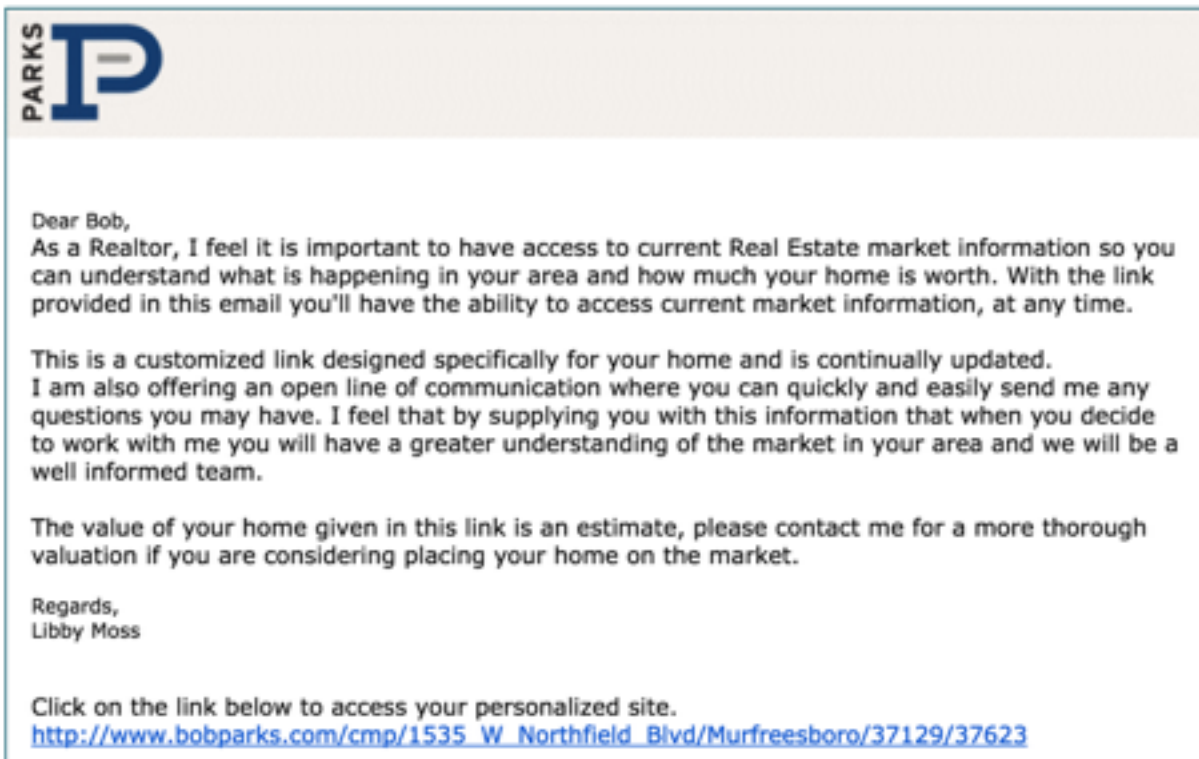 PARKS
P
Dear Bob,
As a Realtor, I feel it is important to have access to current Real Estate market information so you
can understand what is happening in your area and how much your home is worth. With the link
provided in this email you'll have the ability to access current market information, at any time.
This is a customized link designed specifically for your home and is continually updated.
I am also offering an open line of communication where you can quickly and easily send me any
questions you may have. I feel that by supplying you with this information that when you decide
to work with me you will have a greater understanding of the market in your area and we will be a
well informed team.
The value of your home given in this link is an estimate, please contact me for a more thorough
valuation if you are considering placing your home on the market.
Regards,
Libby Moss
Click on the link below to access your personalized site.
http://www.bobparks.com/cmp/1535_W_Northfield_Blvd/Murfreesboro/37129/37623